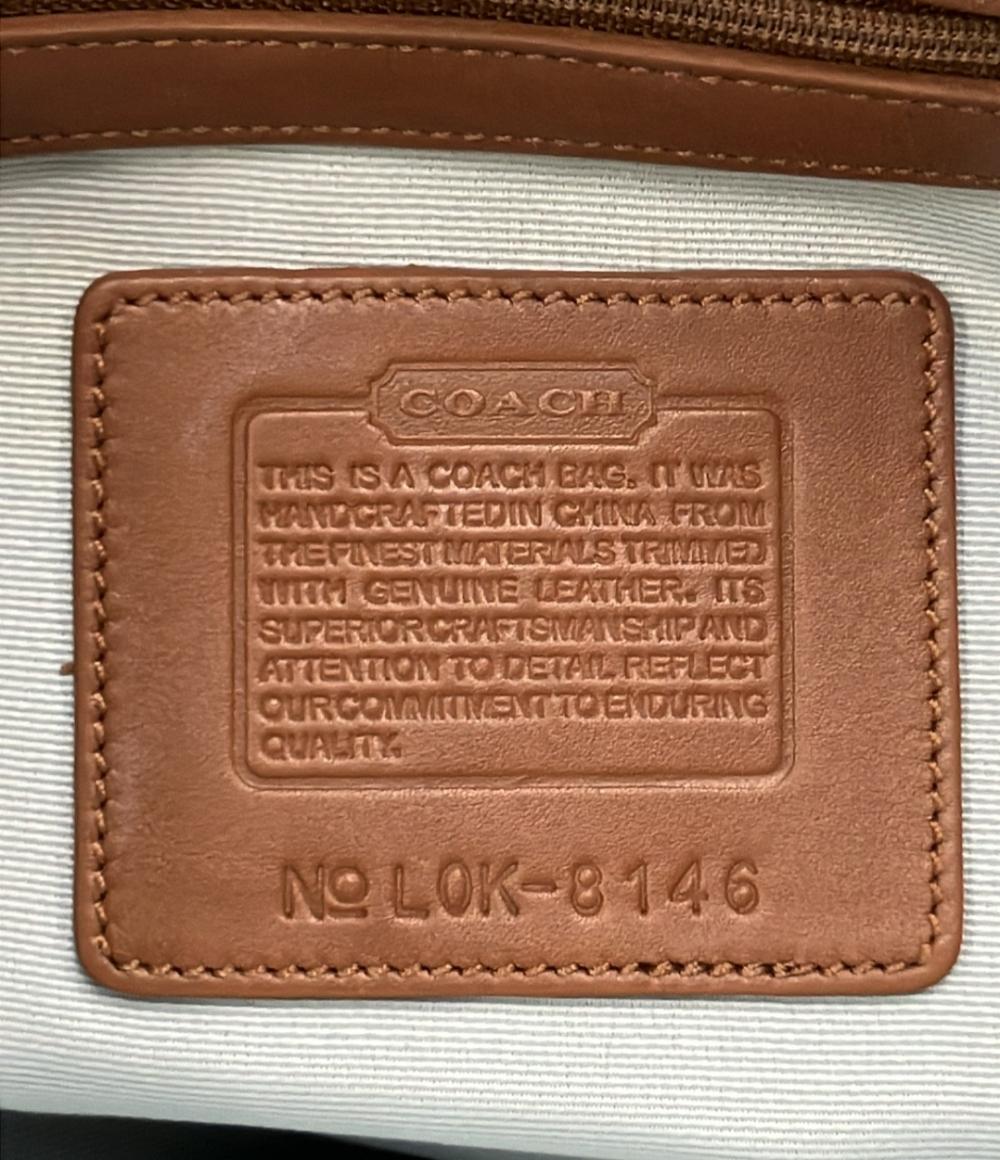 COACH
THIS IS A COACH BAG. IT WAS
HANDCRAFTED IN CHINA FROM
THE FINEST MATERIALS TRIMMED
WITH GENUINE LEATHER. ITS
SUPERIOR CRAFTSMANSHIP AND
ATTENTION TO DETAIL REFLECT
OUR COMMITMENT TO ENDURING
QUALITY.
Nº L0K-8146